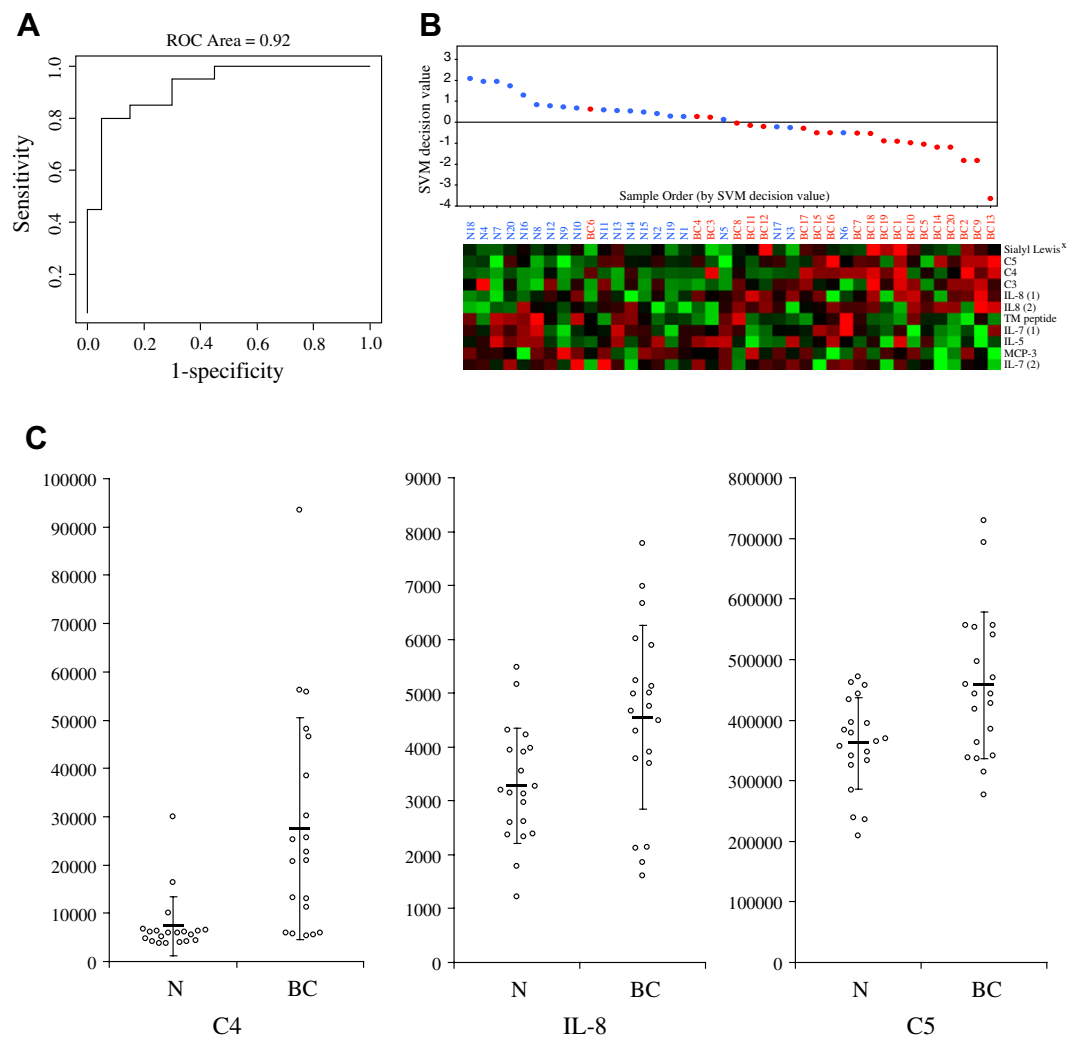 A
ROC Area = 0.92
Sensitivity
1.0
0.8
0.6
0.4
0.2
0.0 0.2 0.4 0.6 0.8 1.0
1-specificity
B
SVM decision value
3
2
1
0
-1
-2
-3
-4
Sample Order (by SVM decision value)
N18 N4 N7 N20 N16 N8 N12 N9 N10 BC6 N11 N13 N14 N15 N2 N19 N1 BC4 BC3 N5 BC8 BC11 BC12 N17 N3 BC17 BC15 BC16 N6 BC7 BC18 BC19 BC1 BC10 BC5 BC14 BC20 BC2 BC9 BC13
Sialyl Lewis x
C5
C4
C3
IL-8 (1)
IL8 (2)
TM peptide
IL-7 (1)
IL-5
MCP-3
IL-7 (2)
C
100000
90000
80000
70000
60000
50000
40000
30000
20000
10000
0
N BC
C4
9000
8000
7000
6000
5000
4000
3000
2000
1000
0
N BC
IL-8
800000
700000
600000
500000
400000
300000
200000
100000
0
N BC
C5